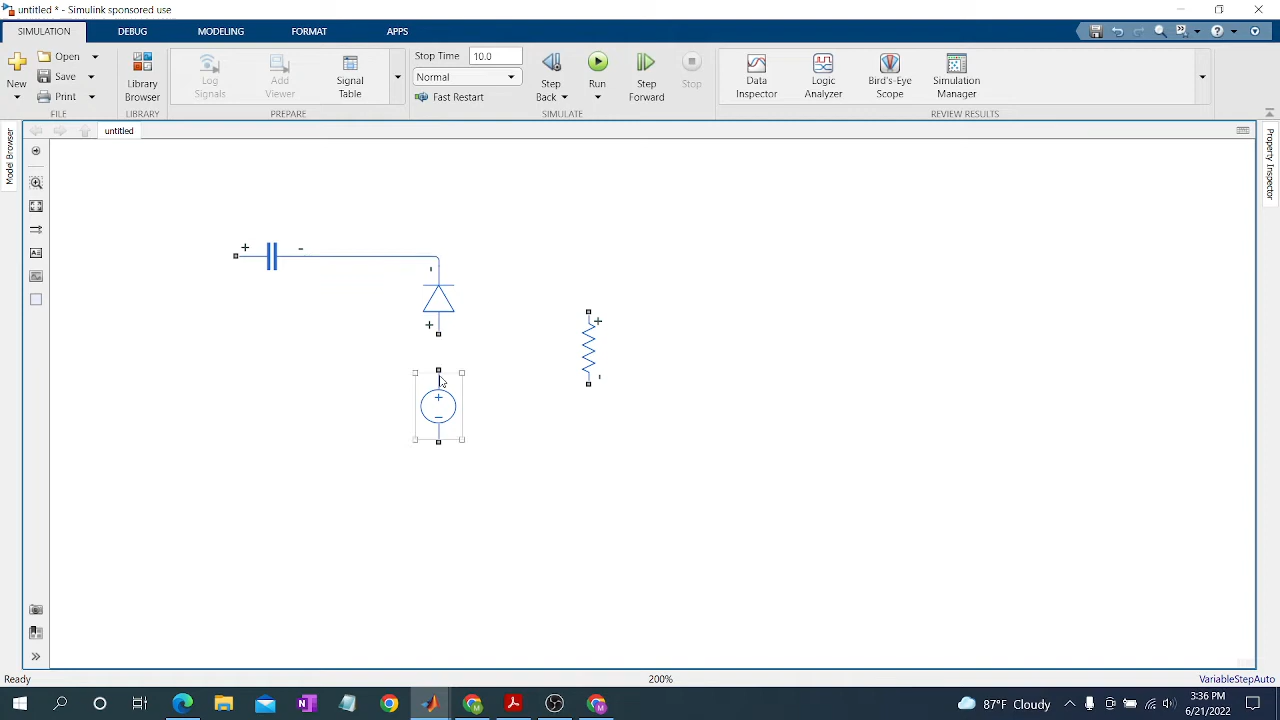 untitled * - Simulink sponsored use
SIMULATION DEBUG MODELING FORMAT APPS
New
Open
Save
Print
FILE
Library Browser
LIBRARY
Log Signals
Add Viewer
Signal Table
PREPARE
Stop Time 10.0
Normal
Fast Restart
Step Back
Run
Step Forward
Stop
SIMULATE
Data Inspector
Logic Analyzer
Bird's-Eye Scope
Simulation Manager
REVIEW RESULTS
Model Browser
untitled
Property Inspector
+ -
-
+
+
-
+
−
Ready 200% VariableStepAuto
87°F Cloudy
3:36 PM
6/21/2022